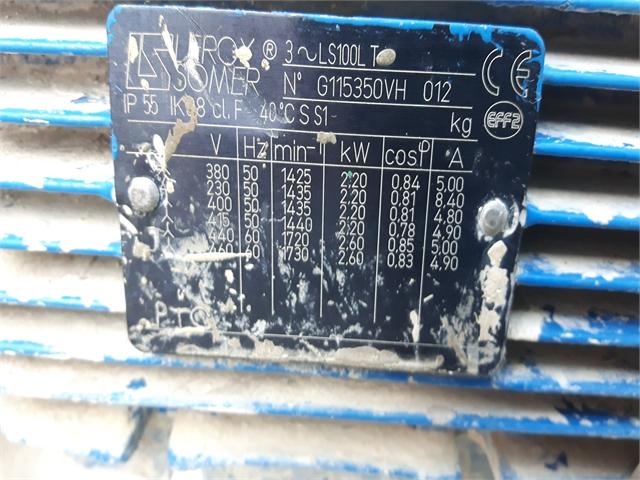 LEROY® 3~LS100L T
SOMER N° G115350VH 012
IP 55 IK 08 cl.F 40°C S S1 kg
CE
EFF2
V Hz min-1 kW cosφ A
380 50 1425 2.20 0.84 5.00
230 50 1435 2.20 0.81 8.40
400 50 1435 2.20 0.81 4.80
415 50 1440 2.20 0.78 4.90
440 60 1720 2.60 0.85 5.00
460 60 1730 2.60 0.83 4.90